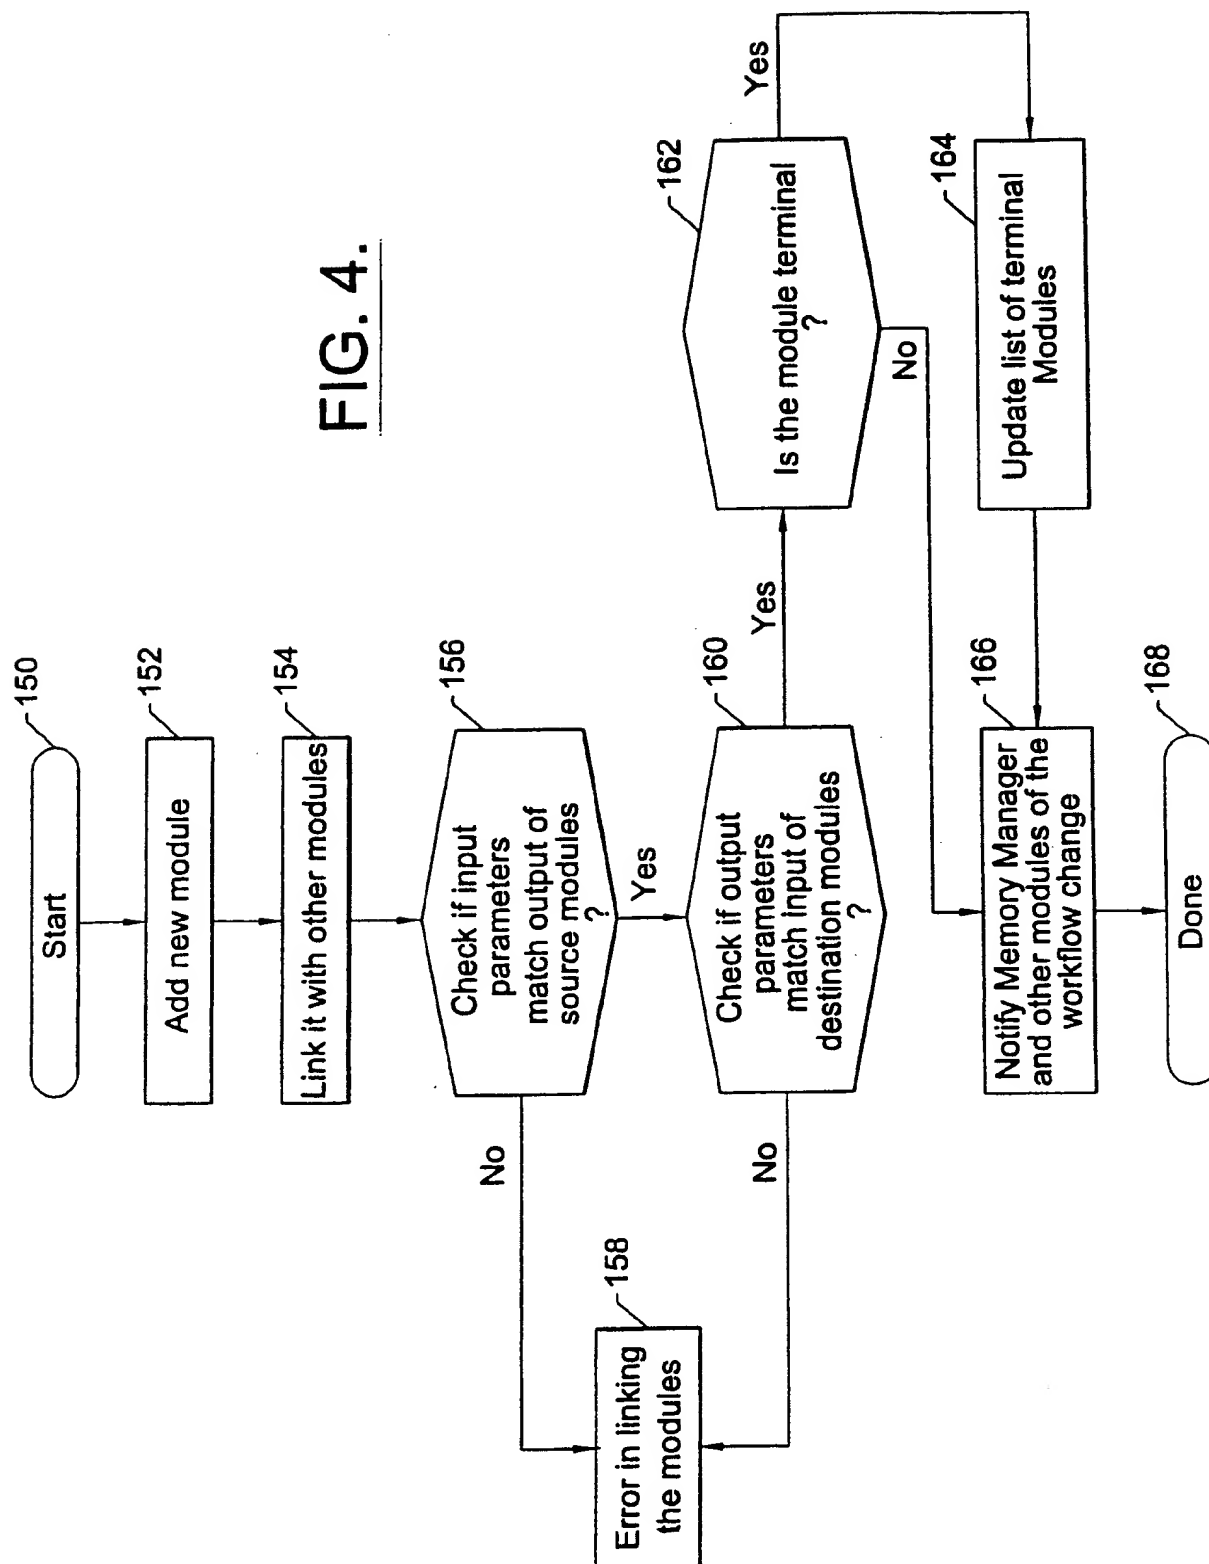 FIG. 4.
150
Start
152
Add new module
154
Link it with other modules
156
Check if input
parameters
match output of
source modules
?
No
Yes
158
Error in linking
the modules
160
Check if output
parameters
match input of
destination modules
?
No
Yes
162
Is the module terminal
?
Yes
No
164
Update list of terminal
Modules
166
Notify Memory Manager
and other modules of the
workflow change
168
Done